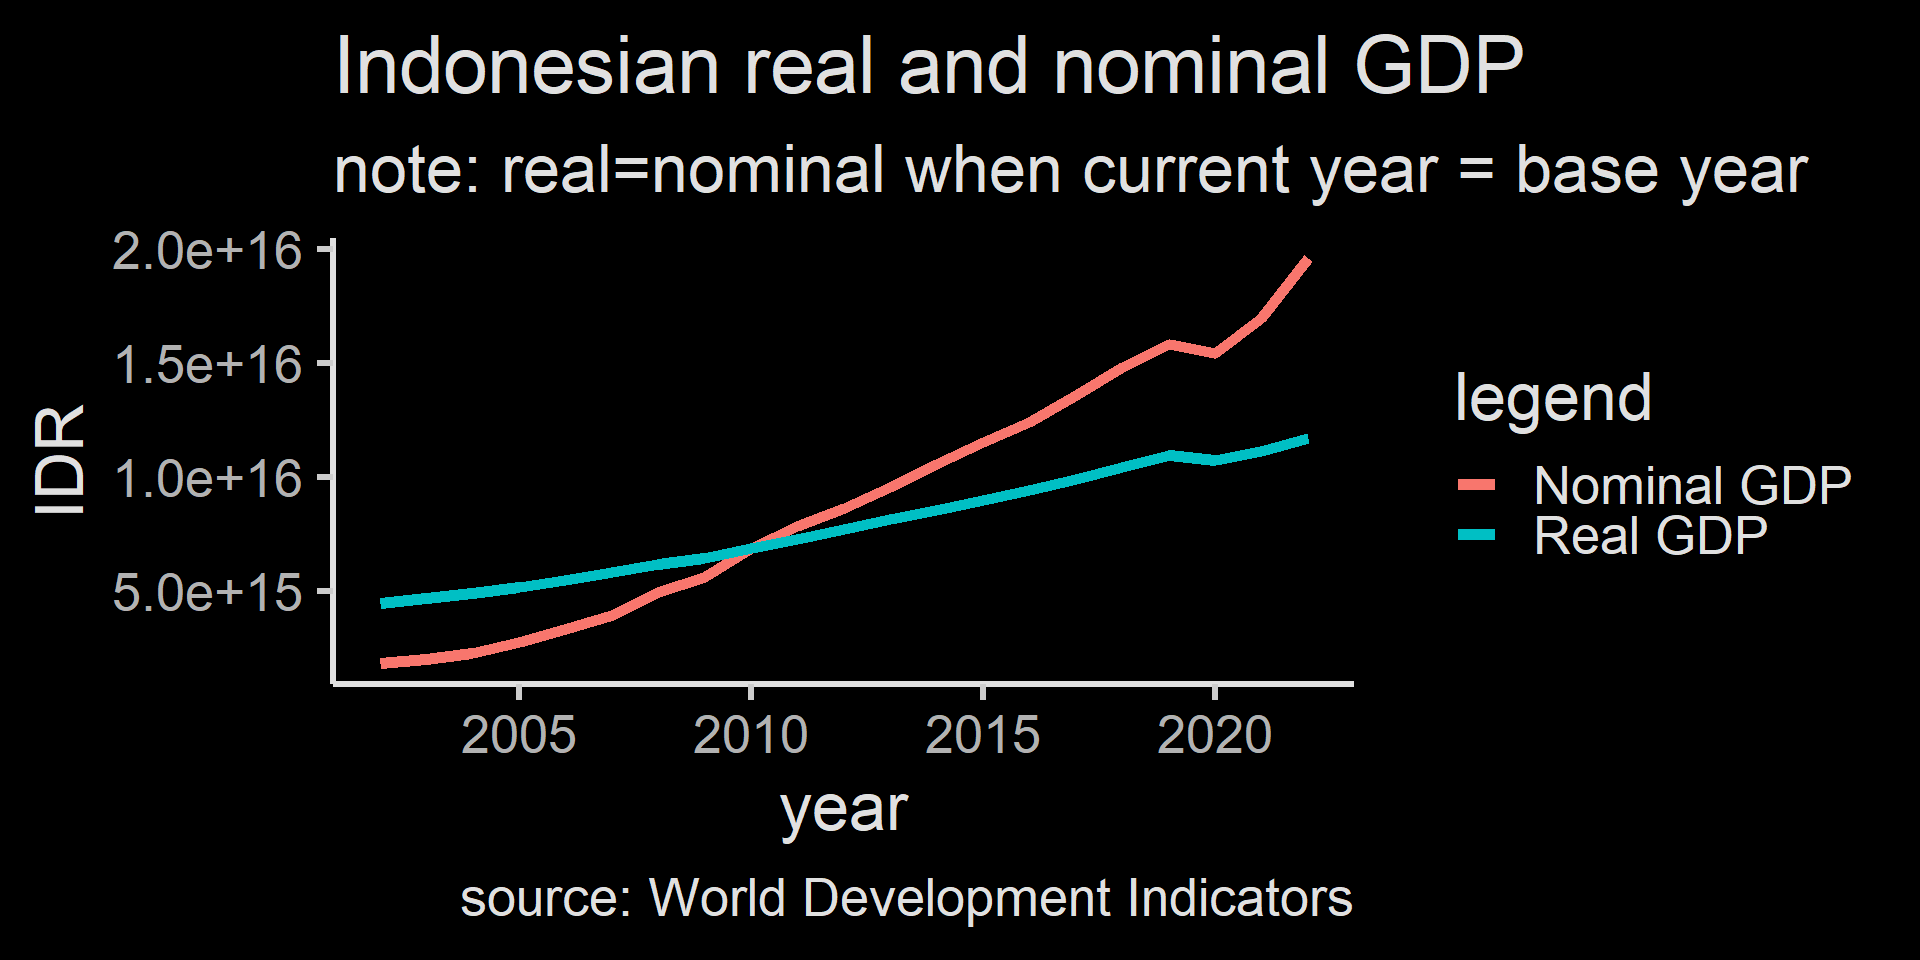 Indonesian real and nominal GDP
note: real=nominal when current year = base year
IDR
2.0e+16
1.5e+16
1.0e+16
5.0e+15
2005 2010 2015 2020
year
legend
Nominal GDP
Real GDP
source: World Development Indicators